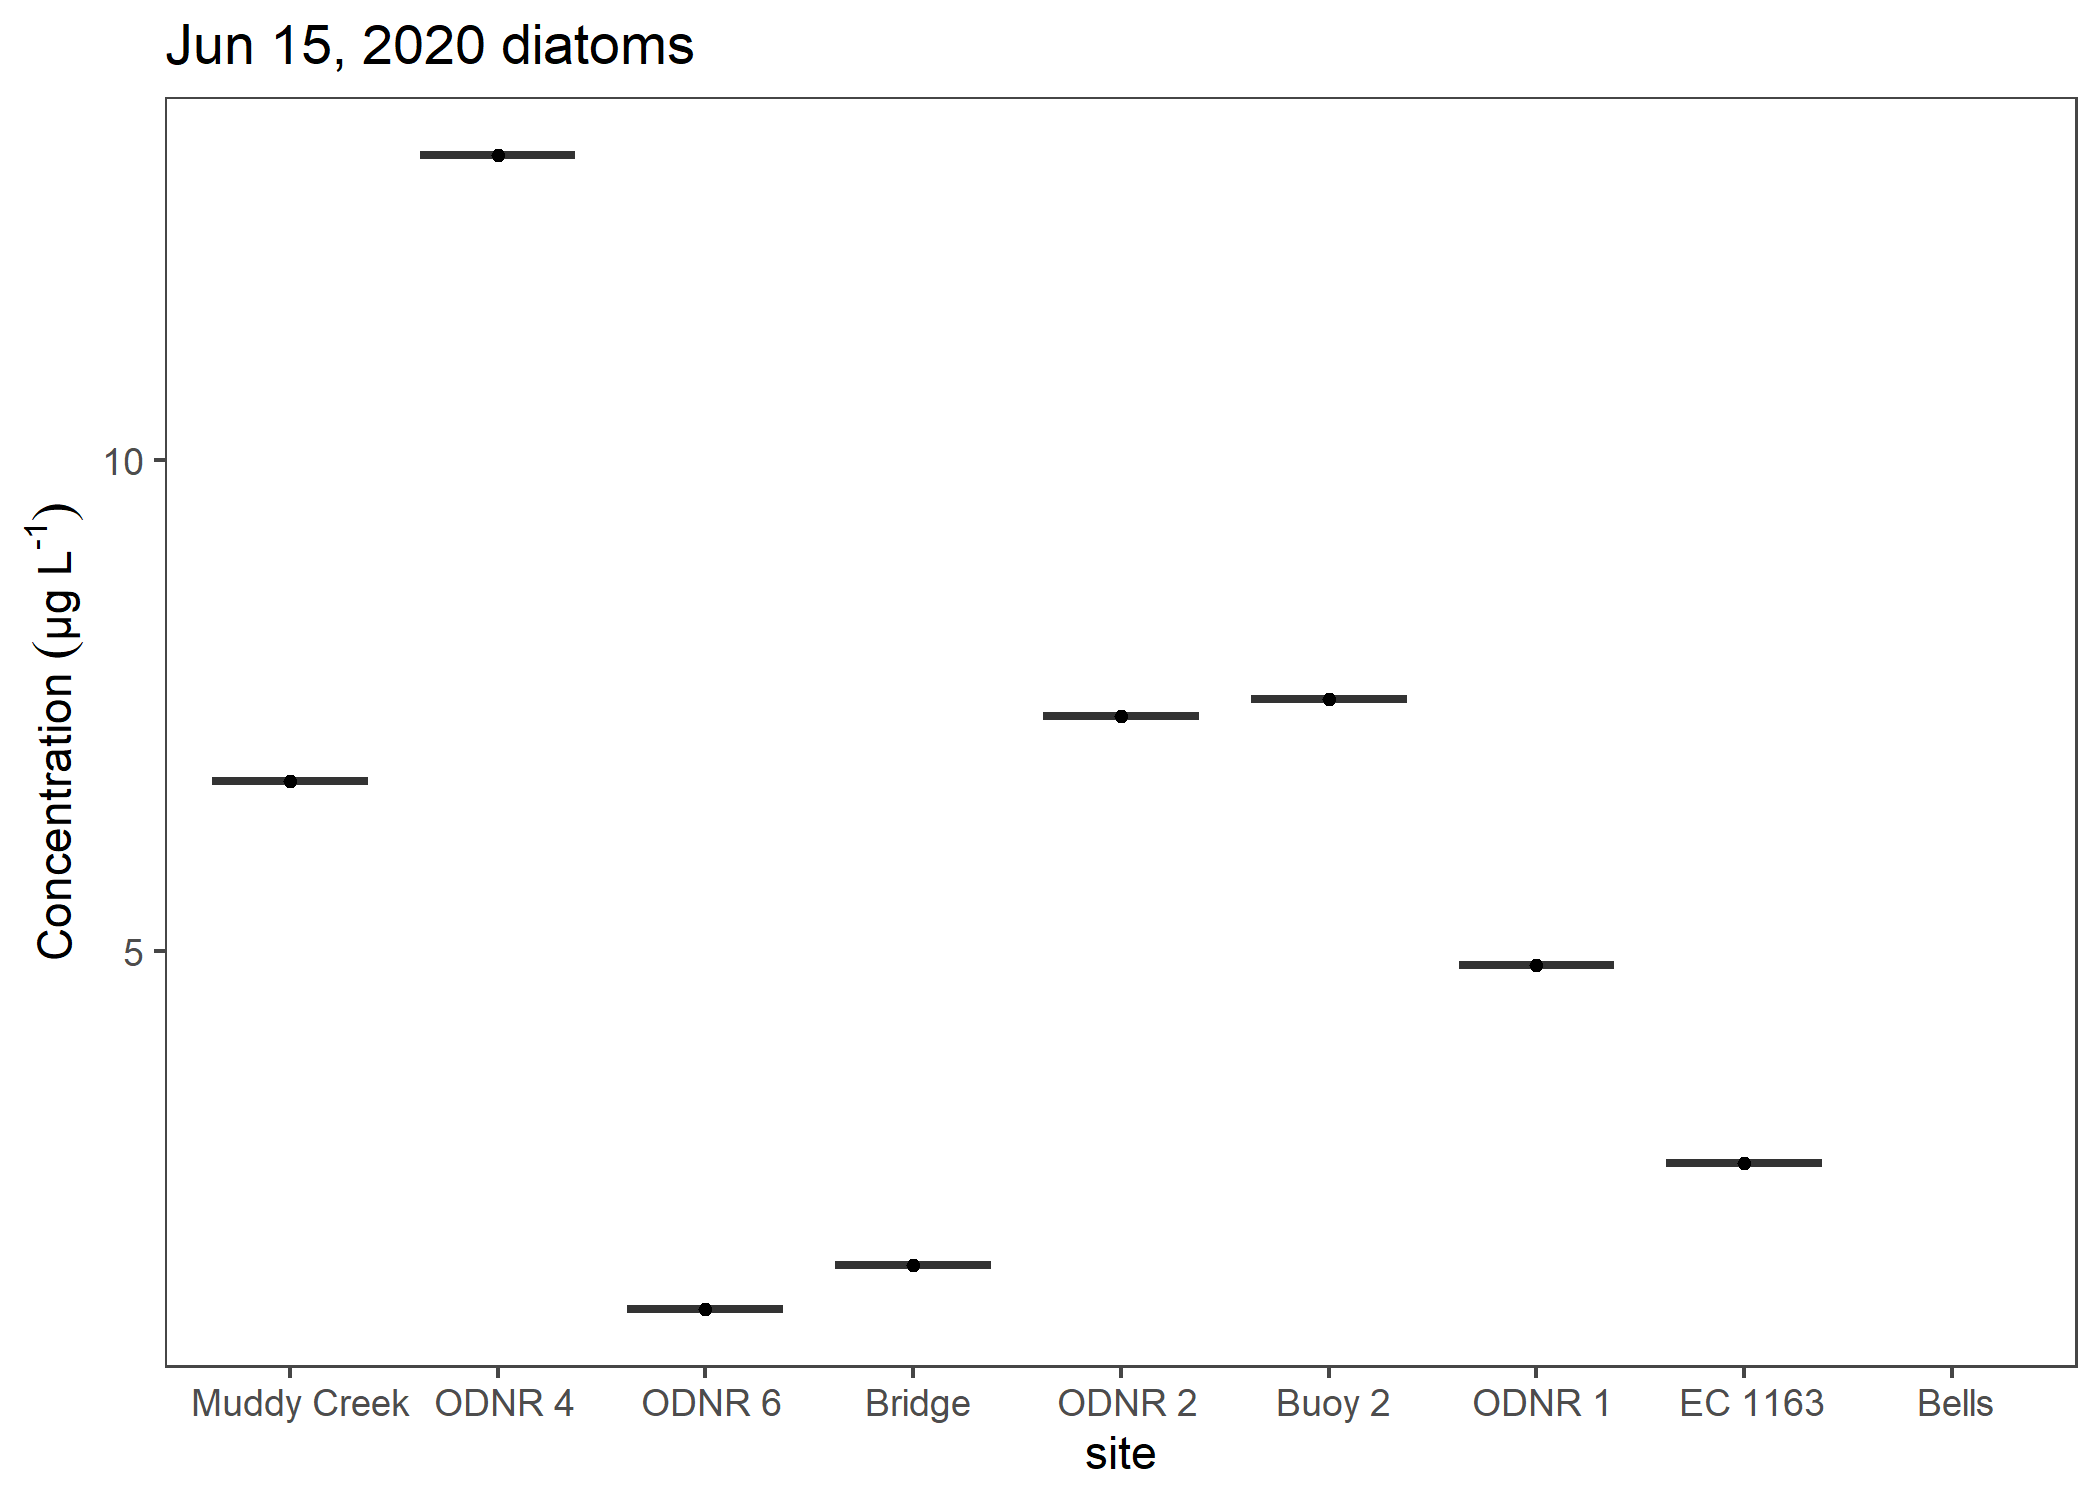 Jun 15, 2020 diatoms
Concentration (µg L⁻¹)
10
5
Muddy Creek ODNR 4 ODNR 6 Bridge ODNR 2 Buoy 2 ODNR 1 EC 1163 Bells
site